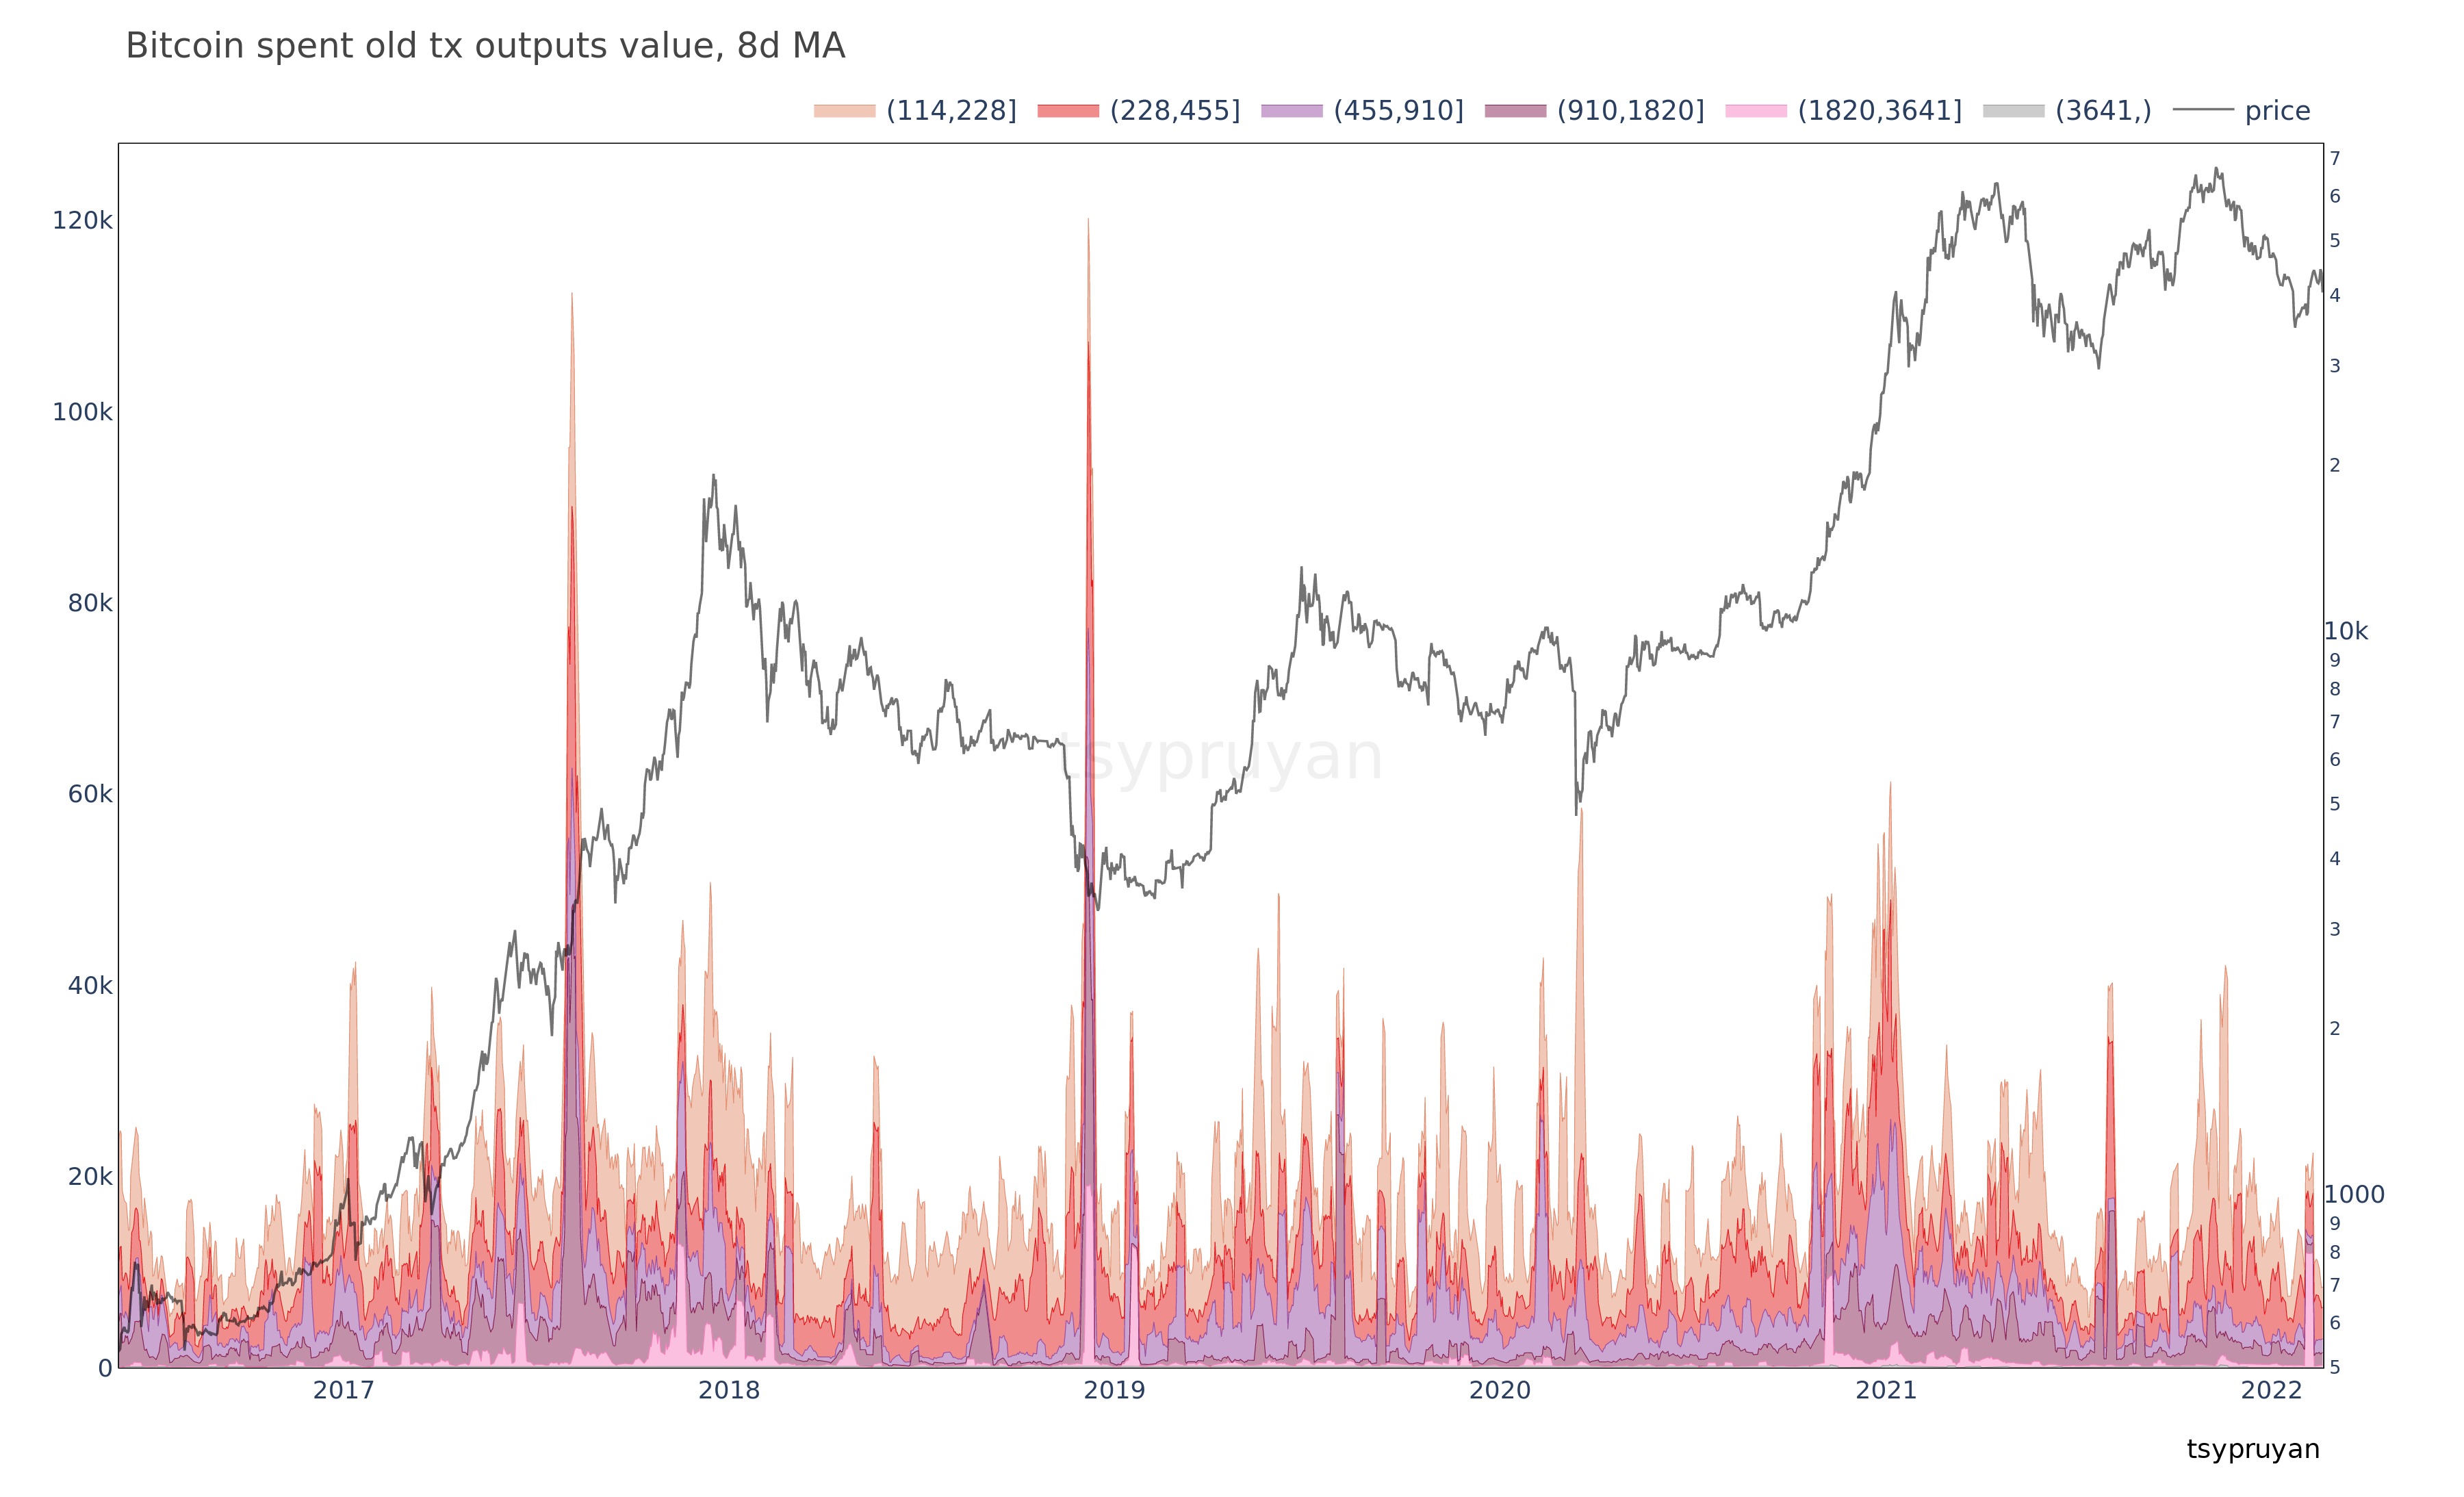 Bitcoin spent old tx outputs value, 8d MA
(114,228] (228,455] (455,910] (910,1820] (1820,3641] (3641,) price
120k
100k
80k
60k
40k
20k
0
7
6
5
4
3
2
10k
9
8
7
6
5
4
3
2
1000
9
8
7
6
5
tsypruyan
2017 2018 2019 2020 2021 2022
tsypruyan